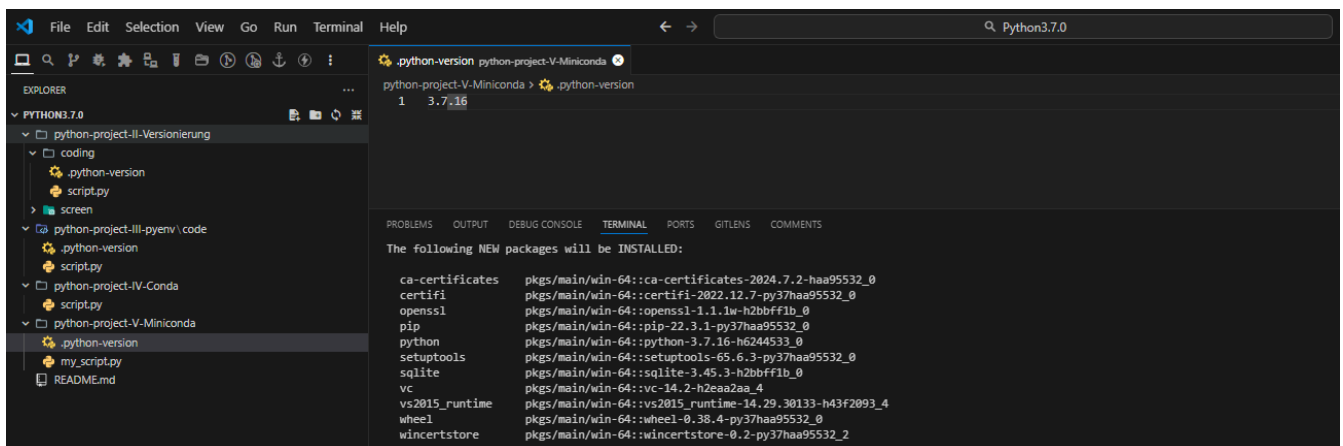 File Edit Selection View Go Run Terminal Help
Python3.7.0
EXPLORER
PYTHON3.7.0
python-project-II-Versionierung
coding
.python-version
script.py
screen
python-project-III-pyenv\code
.python-version
script.py
python-project-IV-Conda
script.py
python-project-V-Miniconda
.python-version
my_script.py
README.md
.python-version python-project-V-Miniconda
python-project-V-Miniconda > .python-version
1 3.7.16
PROBLEMS OUTPUT DEBUG CONSOLE TERMINAL PORTS GITLENS COMMENTS
The following NEW packages will be INSTALLED:
ca-certificates pkgs/main/win-64::ca-certificates-2024.7.2-haa95532_0
certifi pkgs/main/win-64::certifi-2022.12.7-py37haa95532_0
openssl pkgs/main/win-64::openssl-1.1.1w-h2bbff1b_0
pip pkgs/main/win-64::pip-22.3.1-py37haa95532_0
python pkgs/main/win-64::python-3.7.16-h6244533_0
setuptools pkgs/main/win-64::setuptools-65.6.3-py37haa95532_0
sqlite pkgs/main/win-64::sqlite-3.45.3-h2bbff1b_0
vc pkgs/main/win-64::vc-14.2-h2eaa2aa_4
vs2015_runtime pkgs/main/win-64::vs2015_runtime-14.29.30133-h43f2093_4
wheel pkgs/main/win-64::wheel-0.38.4-py37haa95532_0
wincertstore pkgs/main/win-64::wincertstore-0.2-py37haa95532_2